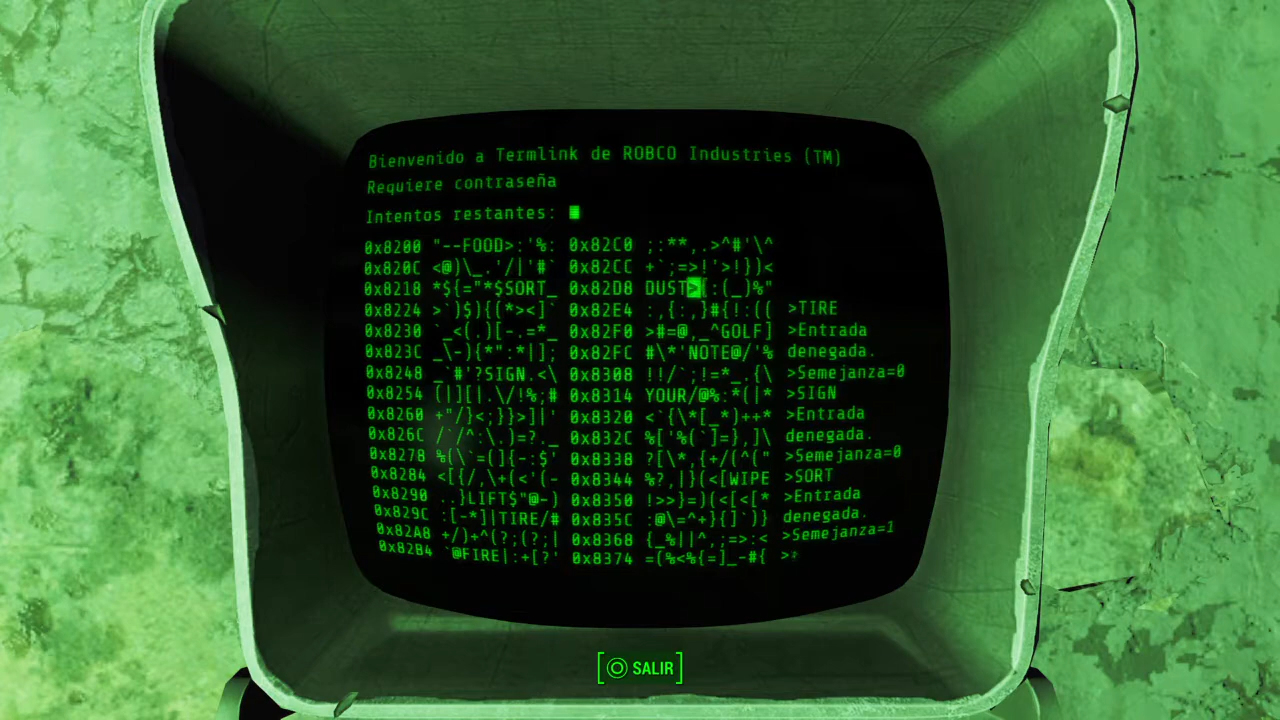 Bienvenido a Termlink de ROBCO Industries (TM)
Requiere contraseña
Intentos restantes: ■
0x8200 "--FOOD>:'%: 0x82C0 ;:**,.>^#'\^
0x820C <@)\_.'/|'#` 0x82CC +`;=>!'>!})<
0x8218 *${="*$SORT_ 0x82D8 DUST>{:(_)%"
0x8224 >`)$){(*><]` 0x82E4 :,{:,}#{!:(( >TIRE
0x8230 `_<(.)[-.=*_ 0x82F0 >#=@,_^GOLF] >Entrada
0x823C _\-){*":*|]; 0x82FC #\*'NOTE@/'% denegada.
0x8248 _`#'?SIGN.<\ 0x8308 !!/`;!=*_.{\ >Semejanza=0
0x8254 [|][|.\/!%;# 0x8314 YOUR/@%:*(|* >SIGN
0x8260 +"/}<;}}>]|' 0x8320 <`{\*[_*)++* >Entrada
0x826C /`/^:\.)=?._ 0x832C %['%(`]=},]\ denegada.
0x8278 %(\`=(]{-:$' 0x8338 ?[\*,{+/(^(" >Semejanza=0
0x8284 <[{/,\+(<'(- 0x8344 %?,|}(<[WIPE >SORT
0x8290 ..}LIFT$"@-) 0x8350 !>>}=)(<[<[* >Entrada
0x829C :[-*]|TIRE/# 0x835C :@\=^+}{]`)} denegada.
0x82A8 +/)+^(?;(?;| 0x8368 {_%||^,;=>:< >Semejanza=1
0x82B4 `@FIRE|:+[?' 0x8374 =(%<%{=]_-#{ >
SALIR